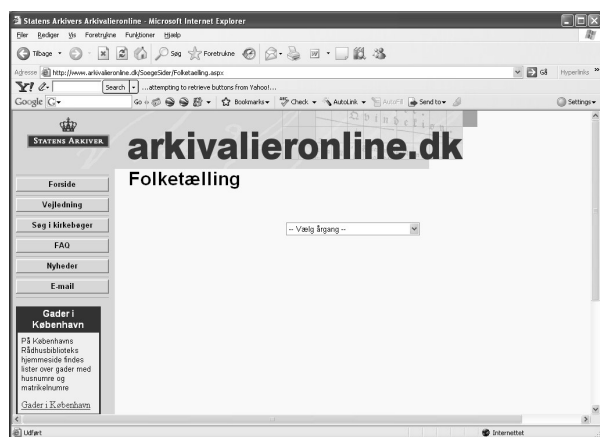 Statens Arkivers Arkivalieronline - Microsoft Internet Explorer
Filer Rediger Vis Foretrukne Funktioner Hjælp
Tilbage Søg Foretrukne
Adresse http://www.arkivalieronline.dk/SoegeSider/Folketaelling.aspx Gå Hyperlinks »
Y! Search ...attempting to retrieve buttons from Yahoo!...
Google G Go Bookmarks Check AutoLink AutoFill Send to Settings
STATENS ARKIVER
arkivalieronline.dk
Folketælling
Forside
Vejledning
Søg i kirkebøger
FAQ
Nyheder
E-mail
-- Vælg årgang --
Gader i
København
På Københavns
Rådhusbiblioteks
hjemmeside findes
lister over gader med
husnumre og
matrikelnumre
Gader i København
Udført Internettet